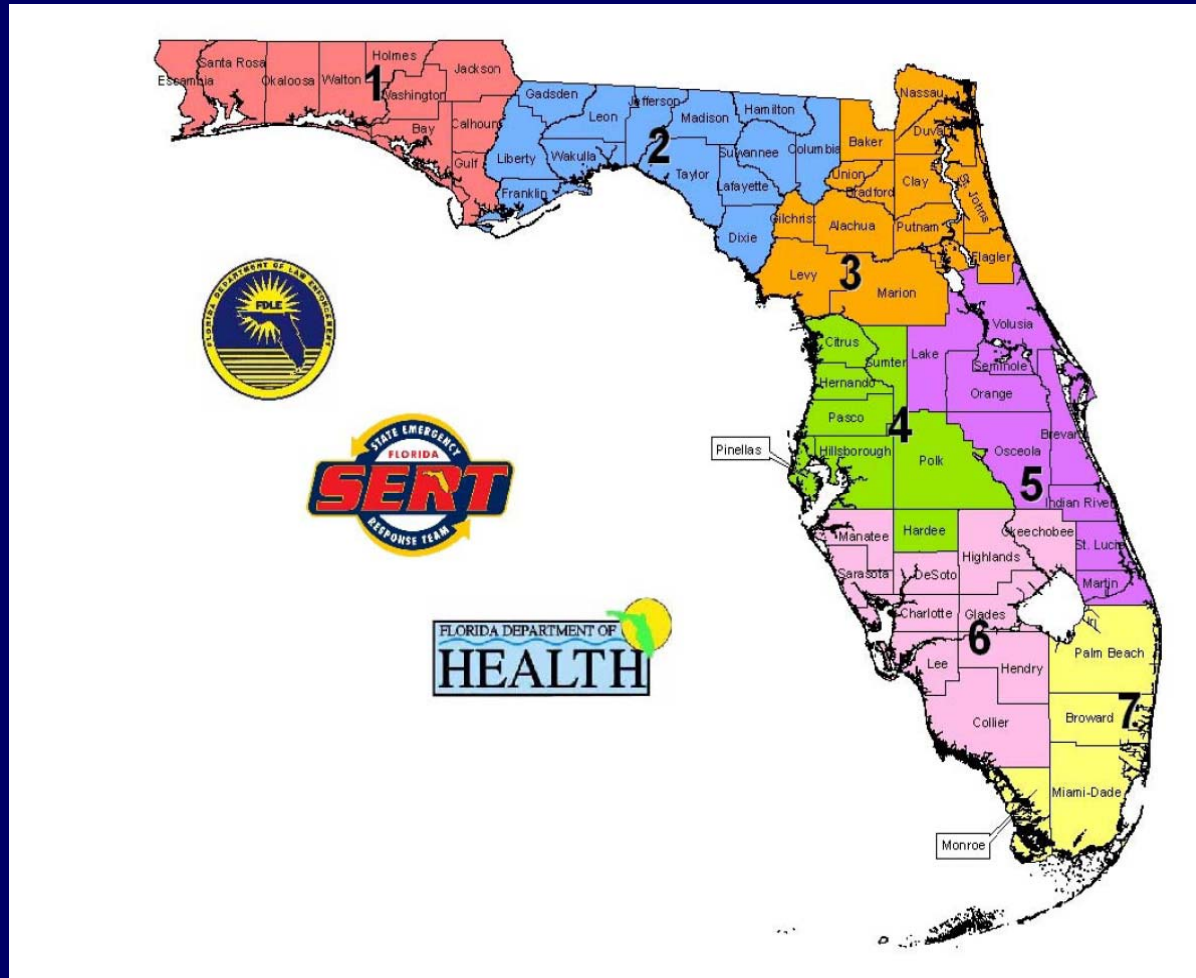 Escambia
Santa Rosa
Okaloosa
Walton
Holmes
Washington
Jackson
Bay
Calhoun
Gulf
1
Gadsden
Liberty
Franklin
Leon
Wakulla
Jefferson
Madison
Taylor
Hamilton
Suwannee
Lafayette
Columbia
Dixie
2
Nassau
Duval
Baker
Union
Bradford
Clay
St. Johns
Gilchrist
Alachua
Putnam
Flagler
Levy
Marion
3
Citrus
Sumter
Hernando
Pasco
Pinellas
Hillsborough
Polk
Hardee
4
Volusia
Lake
Seminole
Orange
Osceola
Brevard
Indian River
St. Lucie
Martin
5
Manatee
Sarasota
DeSoto
Highlands
Okeechobee
Charlotte
Glades
Lee
Hendry
Collier
6
Palm Beach
Broward
Miami-Dade
Monroe
7
FLORIDA DEPARTMENT OF LAW ENFORCEMENT
FDLE
STATE EMERGENCY
FLORIDA
SERT
RESPONSE TEAM
FLORIDA DEPARTMENT OF
HEALTH